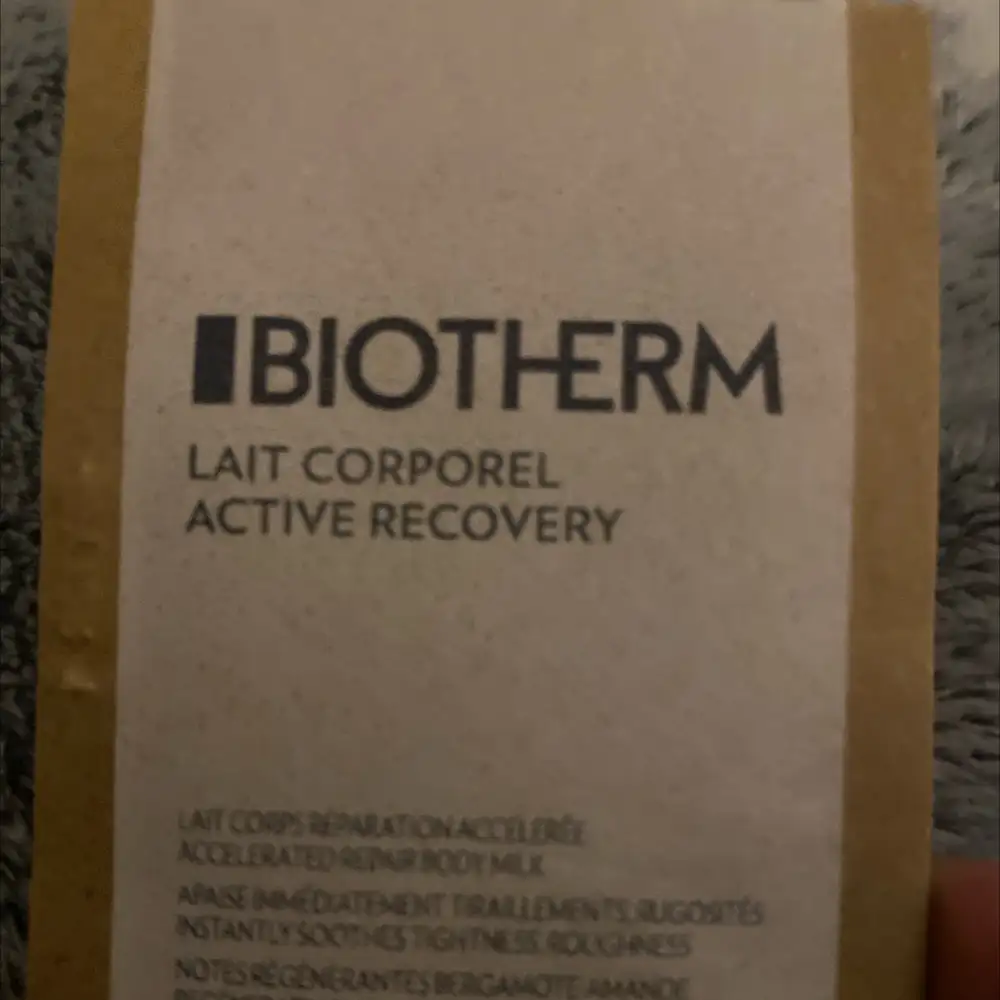 BIOTHERM
LAIT CORPOREL
ACTIVE RECOVERY
LAIT CORPS RÉPARATION ACCÉLÉRÉE
ACCELERATED REPAIR BODY MILK
APAISE IMMÉDIATEMENT TIRAILLEMENTS, RUGOSITÉS
INSTANTLY SOOTHES TIGHTNESS, ROUGHNESS
NOTES RÉGÉNÉRANTES BERGAMOTE AMANDE